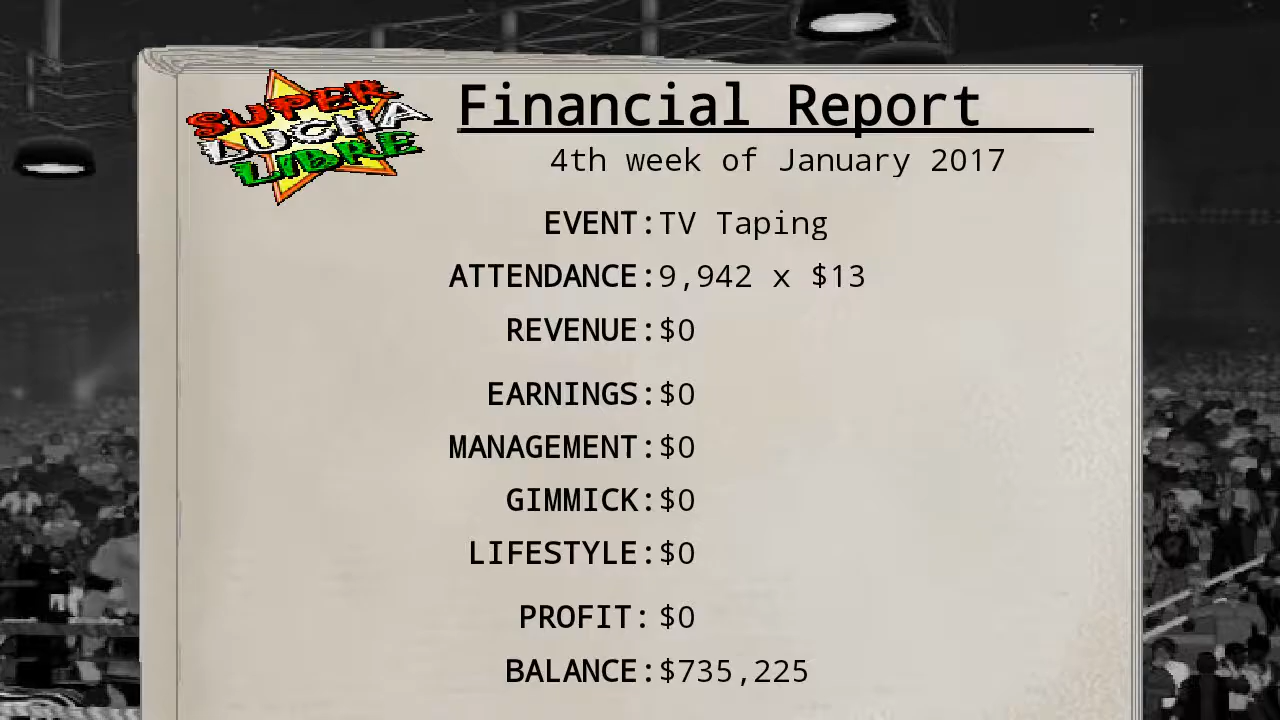 SUPER
LUCHA
LIBRE
Financial Report
4th week of January 2017
EVENT: TV Taping
ATTENDANCE: 9,942 x $13
REVENUE: $0
EARNINGS: $0
MANAGEMENT: $0
GIMMICK: $0
LIFESTYLE: $0
PROFIT: $0
BALANCE: $735,225